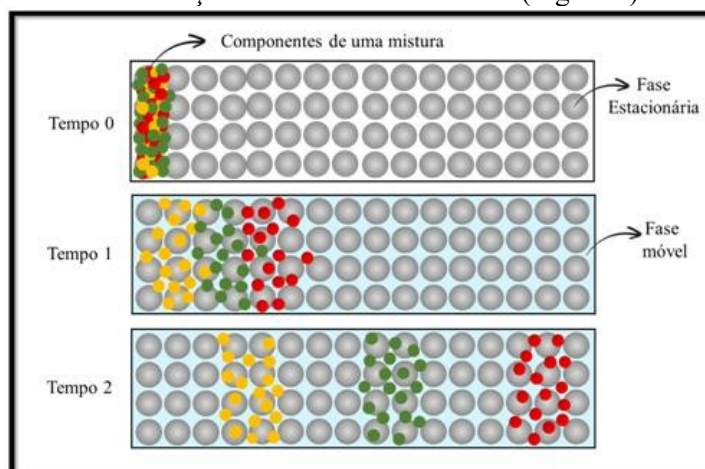 Componentes de uma mistura
Tempo 0
Fase
Estacionária
Tempo 1
Fase
móvel
Tempo 2